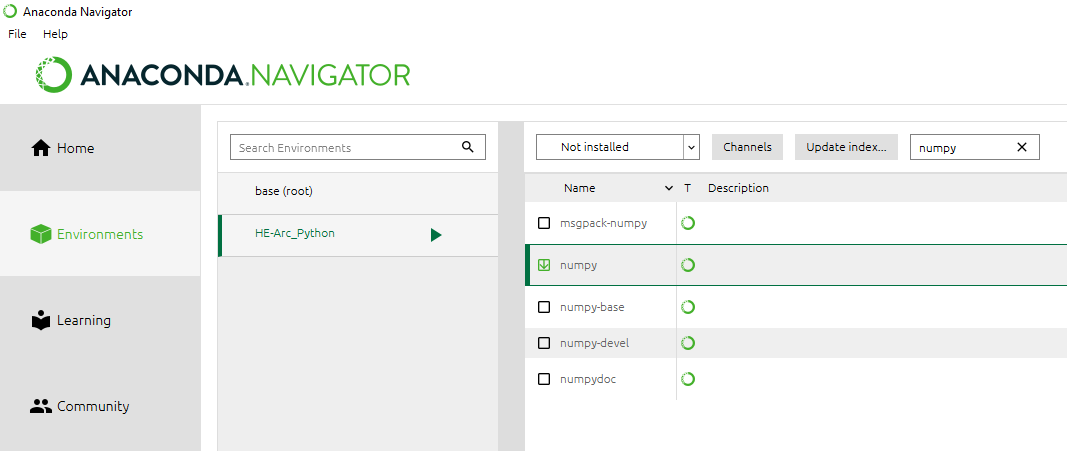 Anaconda Navigator
File Help
ANACONDA.NAVIGATOR
Home
Environments
Learning
Community
Search Environments
base (root)
HE-Arc_Python
Not installed Channels Update index... numpy
Name T Description
msgpack-numpy
numpy
numpy-base
numpy-devel
numpydoc